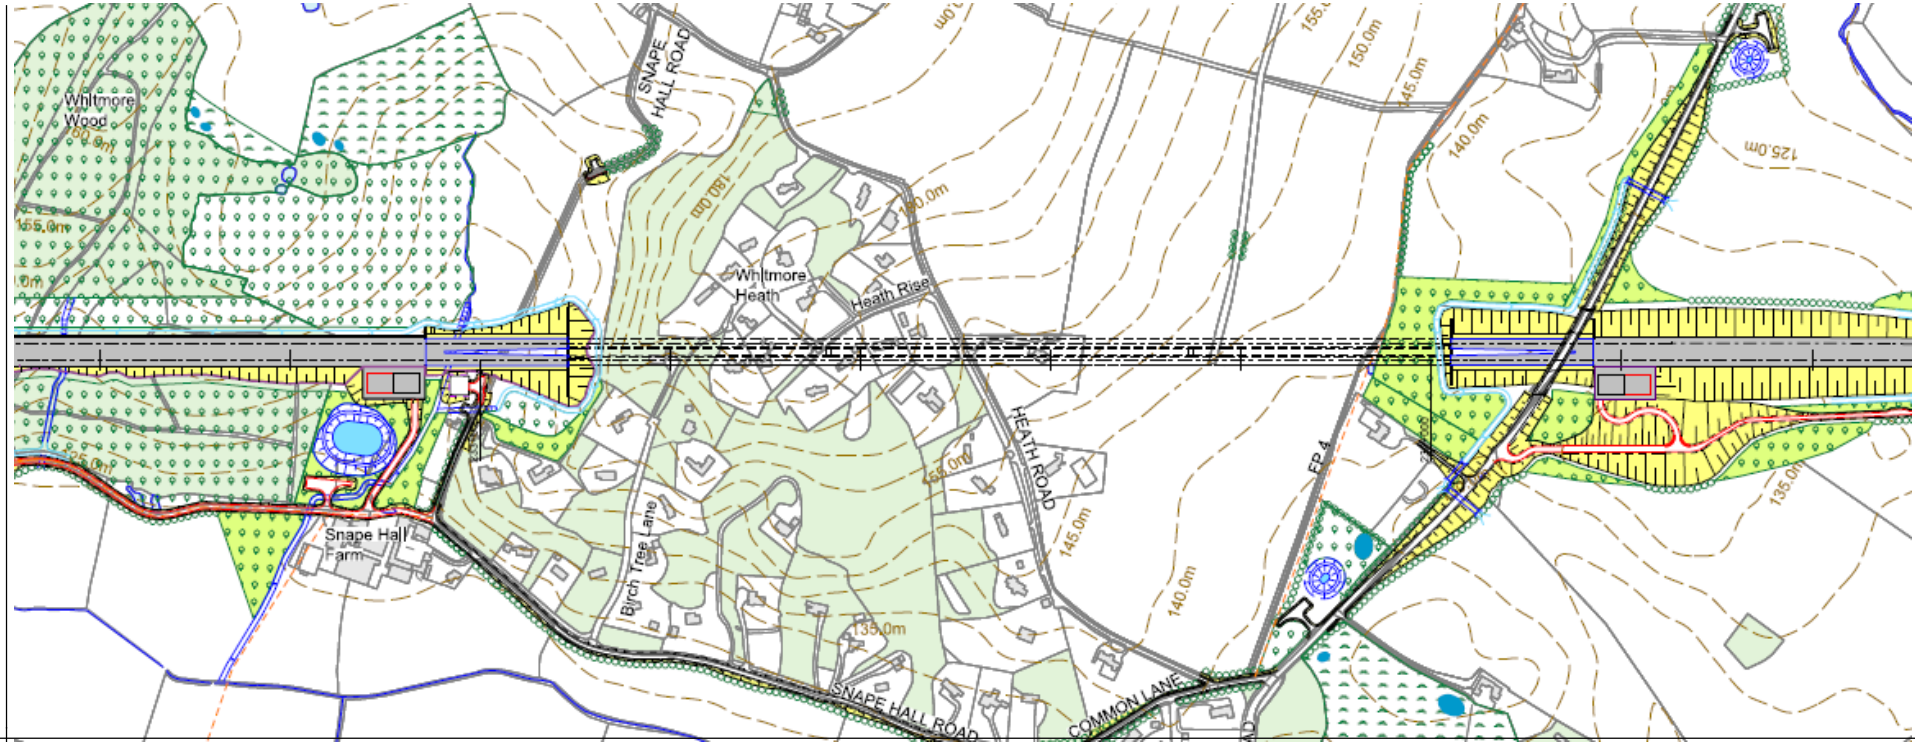 Whitmore
Wood
160.0m
155.0m
125.0m
SNAPE
HALL ROAD
180.0m
Whitmore
Heath
Heath Rise
155.0m
150.0m
145.0m
140.0m
125.0m
HEATH ROAD
155.0m
145.0m
FP 4
135.0m
Snape Hall
Farm
Birch Tree Lane
140.0m
135.0m
SNAPE HALL ROAD
COMMON LANE